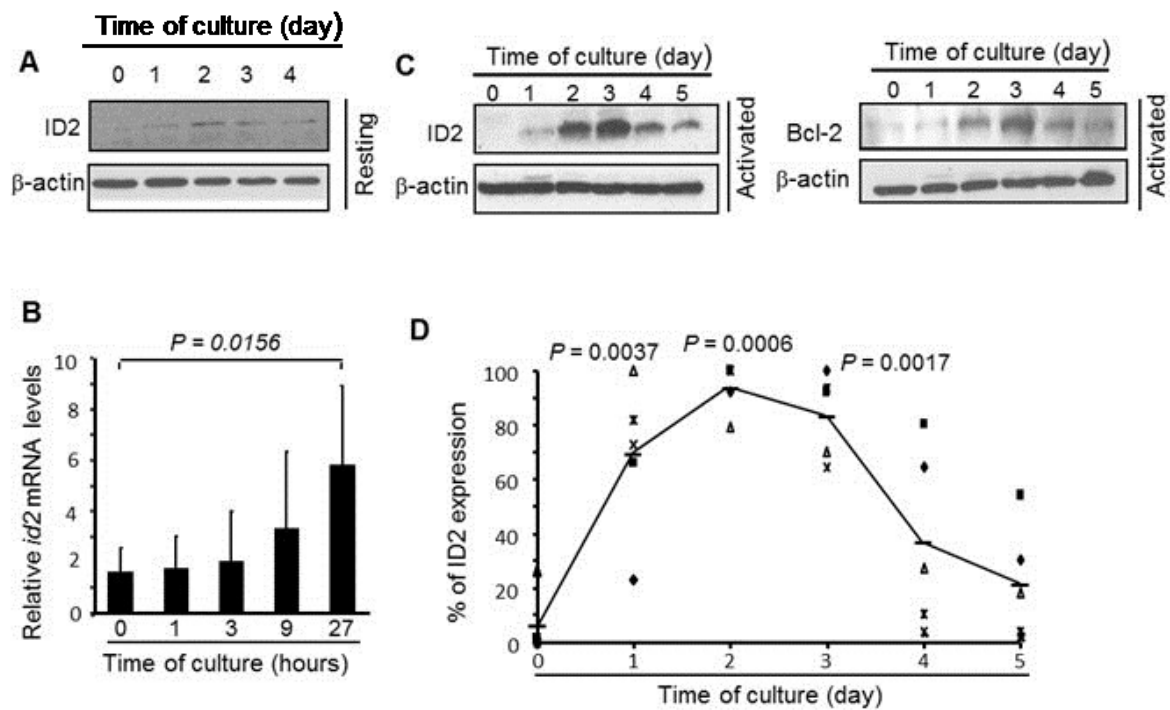 Time of culture (day)
A
0 1 2 3 4
ID2
β-actin
Resting
C
Time of culture (day)
0 1 2 3 4 5
ID2
β-actin
Activated
Time of culture (day)
0 1 2 3 4 5
Bcl-2
β-actin
Activated
B
P = 0.0156
Relative id2 mRNA levels
10
8
6
4
2
0
0 1 3 9 27
Time of culture (hours)
D
P = 0.0037
P = 0.0006
P = 0.0017
% of ID2 expression
100
80
60
40
20
0
0 1 2 3 4 5
Time of culture (day)